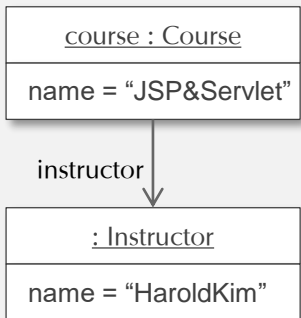 course : Course
name = “JSP&Servlet”
instructor
: Instructor
name = “HaroldKim”